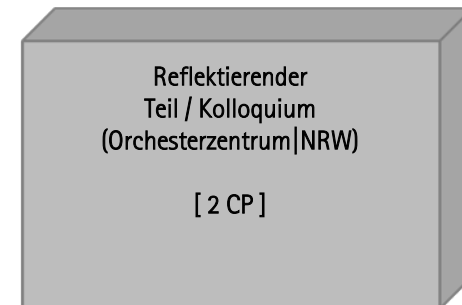 Reflektierender
Teil / Kolloquium
(Orchesterzentrum|NRW)
[ 2 CP ]